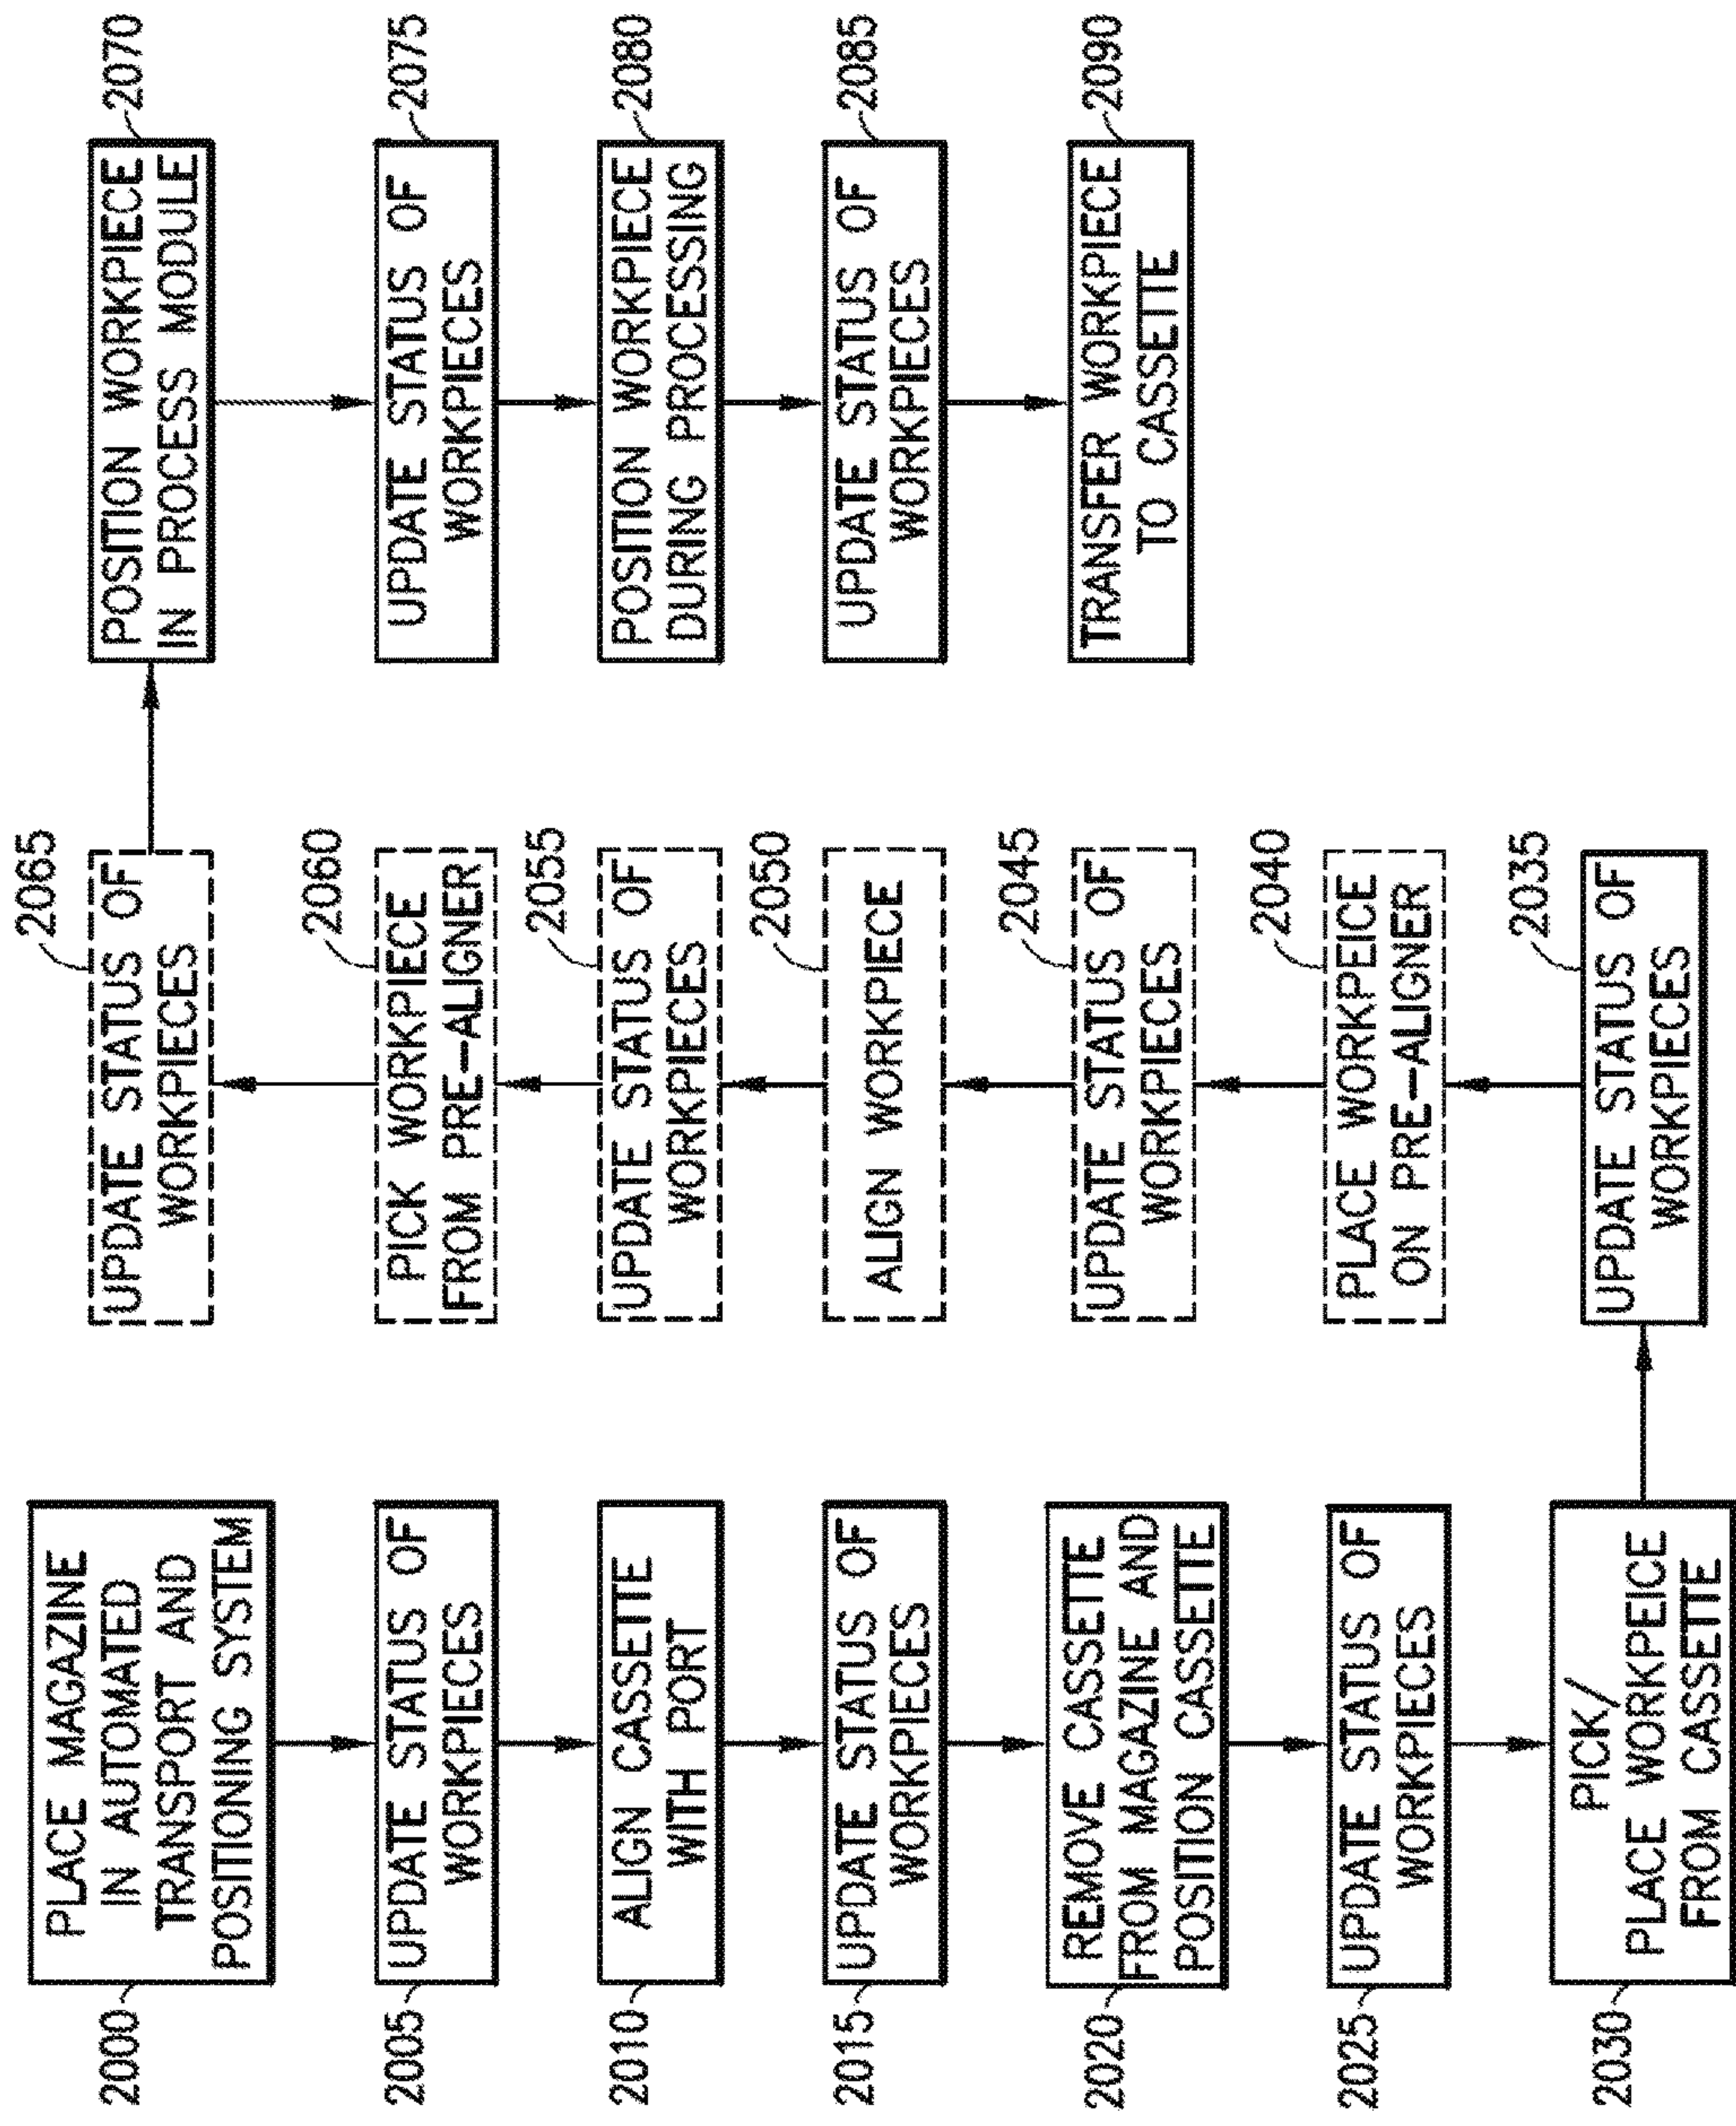 PLACE MAGAZINE
IN AUTOMATED
TRANSPORT AND
POSITIONING SYSTEM
2000
UPDATE STATUS OF
WORKPIECES
2005
ALIGN CASSETTE
WITH PORT
2010
UPDATE STATUS OF
WORKPIECES
2015
REMOVE CASSETTE
FROM MAGAZINE AND
POSITION CASSETTE
2020
UPDATE STATUS OF
WORKPIECES
2025
PICK/
PLACE WORKPEICE
FROM CASSETTE
2030
UPDATE STATUS OF
WORKPIECES
2035
PLACE WORKPEICE
ON PRE-ALIGNER
2040
UPDATE STATUS OF
WORKPIECES
2045
ALIGN WORKPIECE
2050
UPDATE STATUS OF
WORKPIECES
2055
PICK WORKPIECE
FROM PRE-ALIGNER
2060
UPDATE STATUS OF
WORKPIECES
2065
POSITION WORKPIECE
IN PROCESS MODULE
2070
UPDATE STATUS OF
WORKPIECES
2075
POSITION WORKPIECE
DURING PROCESSING
2080
UPDATE STATUS OF
WORKPIECES
2085
TRANSFER WORKPIECE
TO CASSETTE
2090